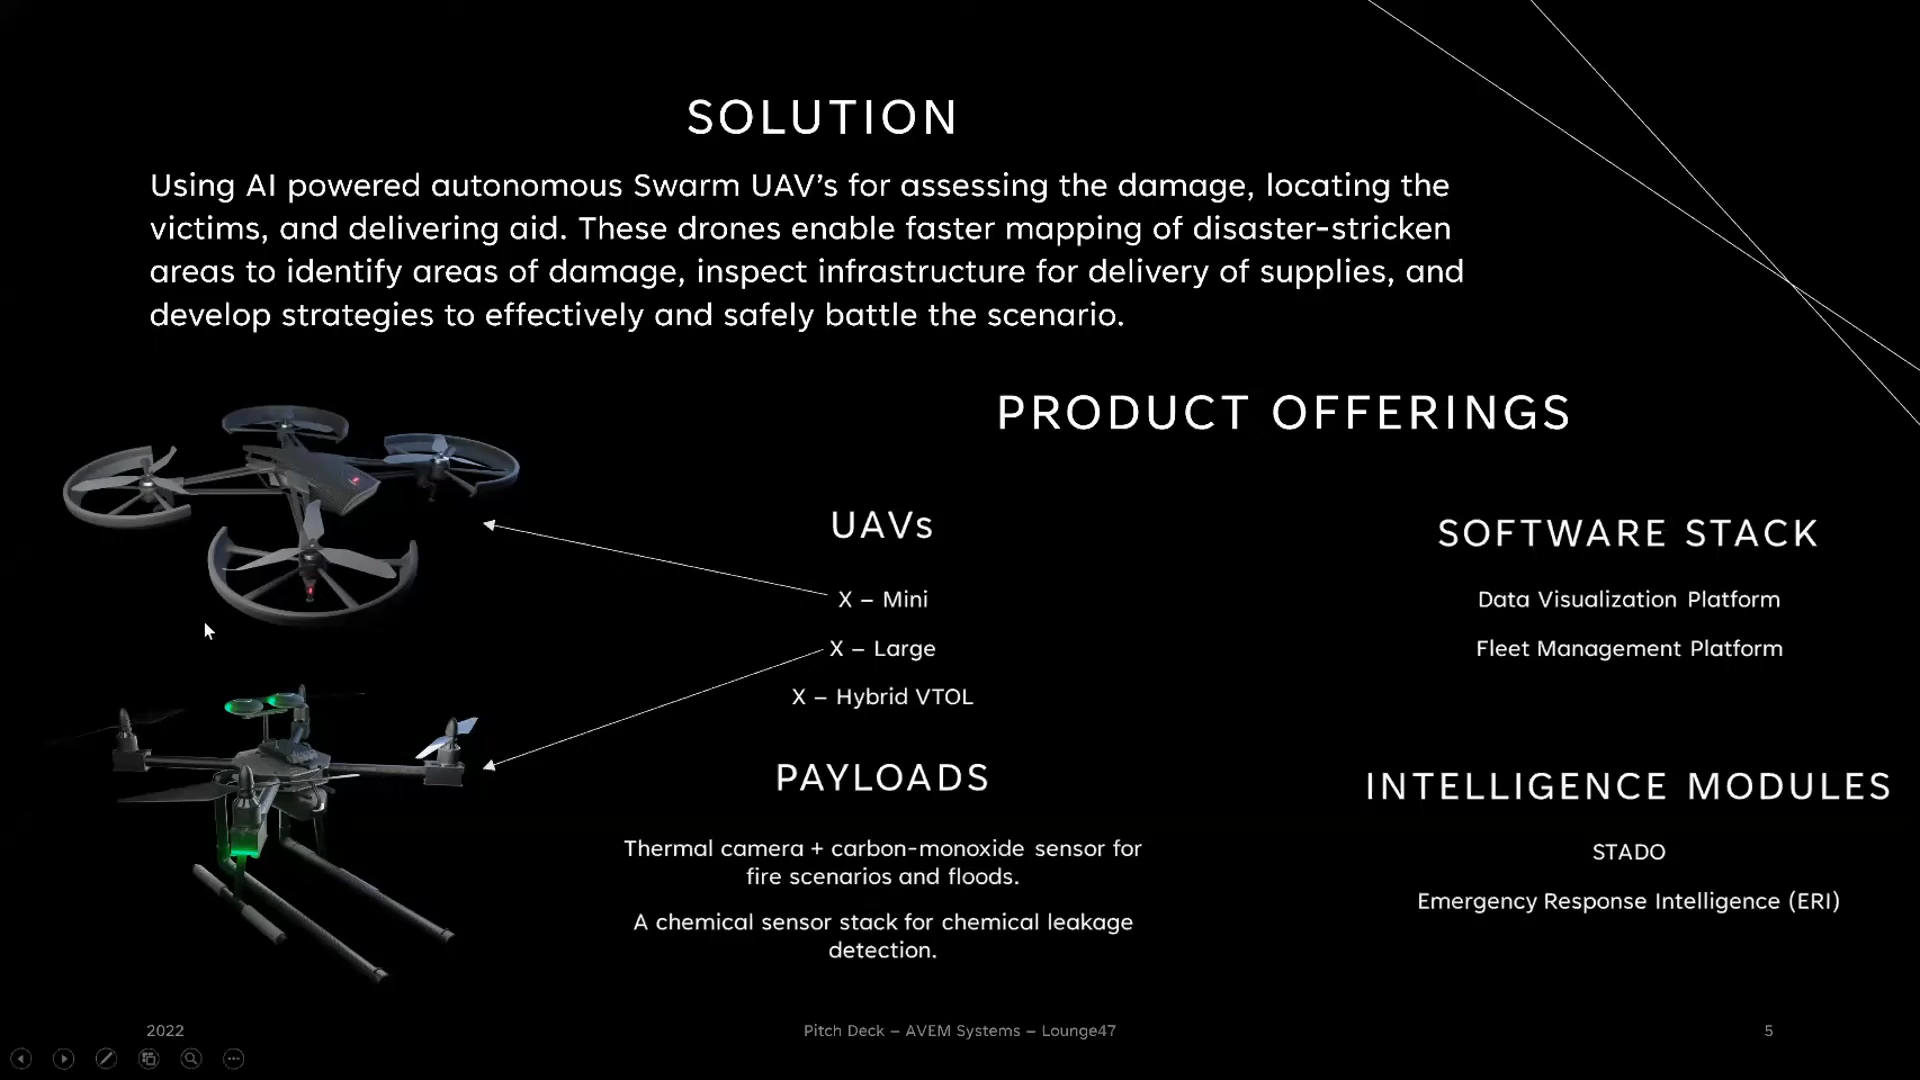 SOLUTION
Using AI powered autonomous Swarm UAV’s for assessing the damage, locating the
victims, and delivering aid. These drones enable faster mapping of disaster-stricken
areas to identify areas of damage, inspect infrastructure for delivery of supplies, and
develop strategies to effectively and safely battle the scenario.
PRODUCT OFFERINGS
UAVs
X – Mini
X – Large
X – Hybrid VTOL
PAYLOADS
Thermal camera + carbon-monoxide sensor for
fire scenarios and floods.
A chemical sensor stack for chemical leakage
detection.
SOFTWARE STACK
Data Visualization Platform
Fleet Management Platform
INTELLIGENCE MODULES
STADO
Emergency Response Intelligence (ERI)
2022
Pitch Deck – AVEM Systems – Lounge47
5